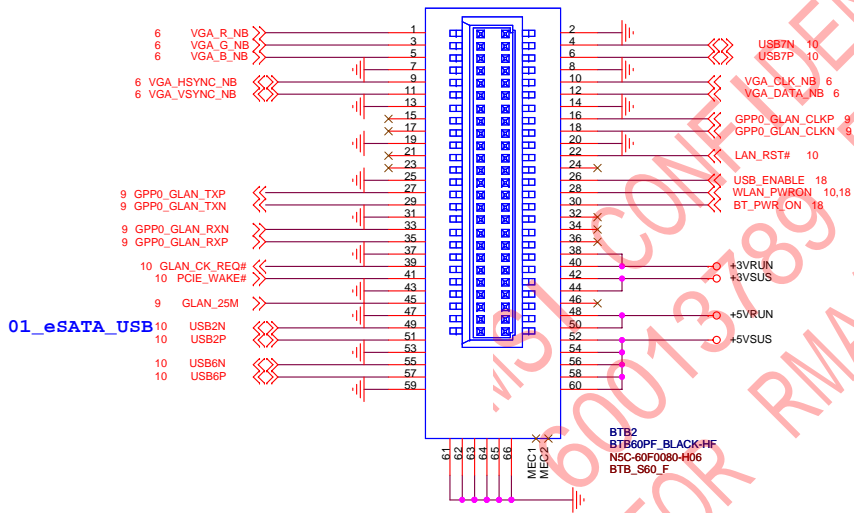 6 VGA_R_NB 1 2
6 VGA_G_NB 3 4 USB7N 10
6 VGA_B_NB 5 6 USB7P 10
7 8
6 VGA_HSYNC_NB 9 10 VGA_CLK_NB 6
6 VGA_VSYNC_NB 11 12 VGA_DATA_NB 6
13 14
15 16 GPP0_GLAN_CLKP 9
17 18 GPP0_GLAN_CLKN 9
19 20
21 22 LAN_RST# 10
23 24
25 26 USB_ENABLE 18
9 GPP0_GLAN_TXP 27 28 WLAN_PWRON 10,18
9 GPP0_GLAN_TXN 29 30 BT_PWR_ON 18
31 32
9 GPP0_GLAN_RXN 33 34
9 GPP0_GLAN_RXP 35 36
37 38
10 GLAN_CK_REQ# 39 40 +3VRUN
10 PCIE_WAKE# 41 42 +3VSUS
43 44
9 GLAN_25M 45 46
47 48 +5VRUN
01_eSATA_USB 10 USB2N 49 50
10 USB2P 51 52 +5VSUS
53 54
10 USB6N 55 56
10 USB6P 57 58
59 60
61 62 63 64 65 66 MEC1 MEC2
BTB2
BTB60PF_BLACK-HF
N5C-60F0080-H06
BTB_S60_F
MSI CONFIDEN
60013789
FOR RMA